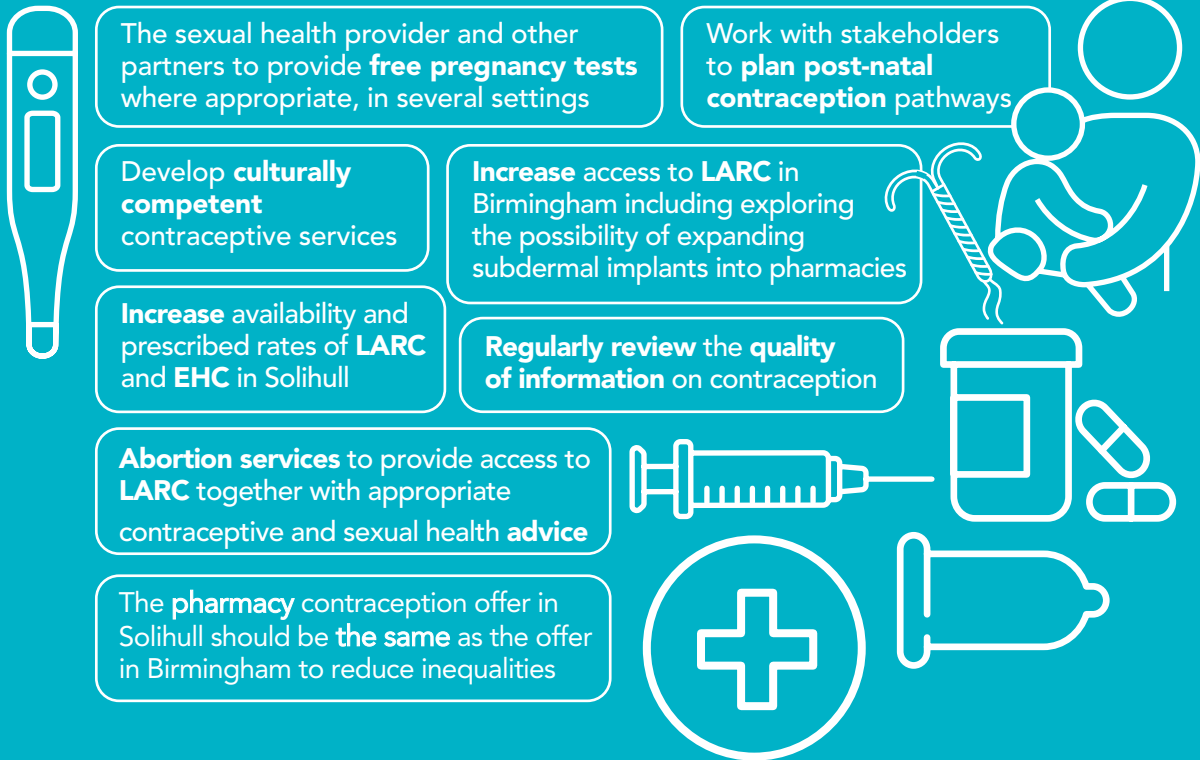 The sexual health provider and other
partners to provide free pregnancy tests
where appropriate, in several settings
Work with stakeholders
to plan post-natal
contraception pathways
Develop culturally
competent
contraceptive services
Increase access to LARC in
Birmingham including exploring
the possibility of expanding
subdermal implants into pharmacies
Increase availability and
prescribed rates of LARC
and EHC in Solihull
Regularly review the quality
of information on contraception
Abortion services to provide access to
LARC together with appropriate
contraceptive and sexual health advice
The pharmacy contraception offer in
Solihull should be the same as the offer
in Birmingham to reduce inequalities